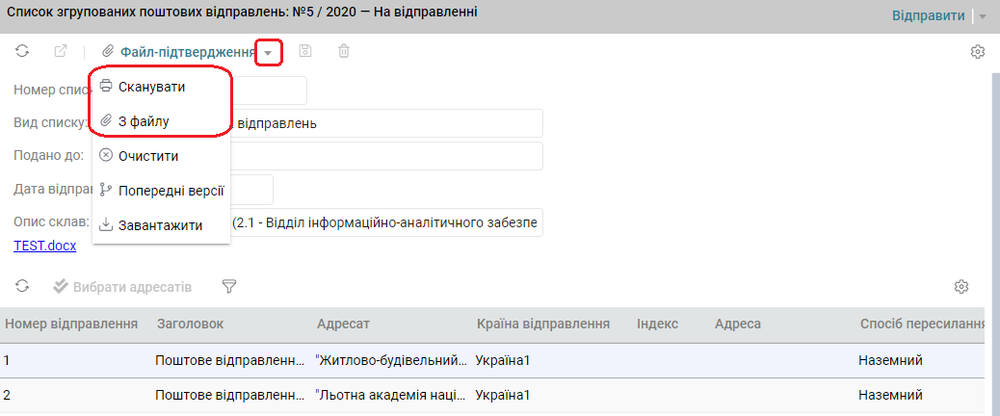 Список згрупованих поштових відправлень: №5 / 2020 — На відправленні
Відправити
Файл-підтвердження
Сканувати
З файлу
Очистити
Попередні версії
Завантажити
Номер списк
Вид списку: відправлень
Подано до:
Дата відправ
Опис склав: (2.1 - Відділ інформаційно-аналітичного забезпе
TEST.docx
Вибрати адресатів
Номер відправлення Заголовок Адресат Країна відправлення Індекс Адреса Спосіб пересилання
1 Поштове відправленн... "Житлово-будівельний... Україна1 Наземний
2 Поштове відправленн... "Льотна академія наці... Україна1 Наземний